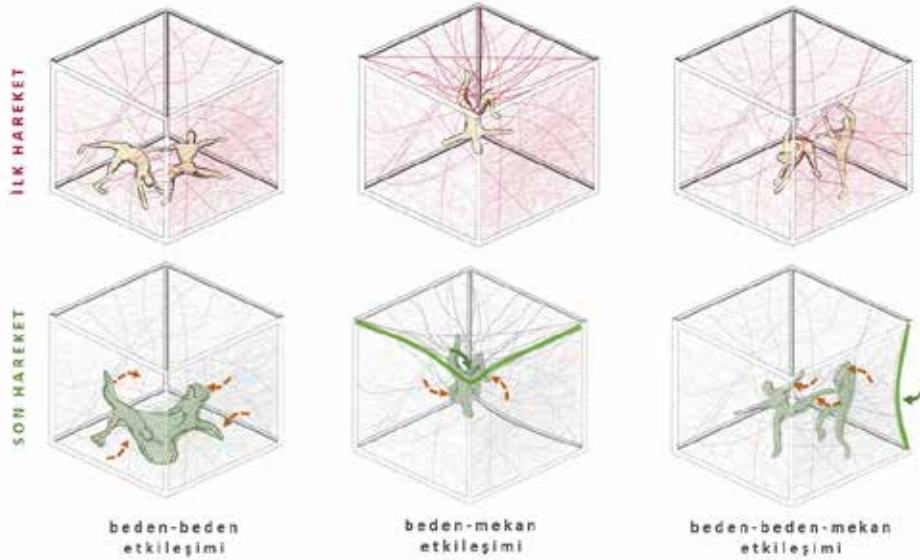 İLK HAREKET
SON HAREKET
beden-beden
etkileşimi
beden-mekan
etkileşimi
beden-beden-mekan
etkileşimi